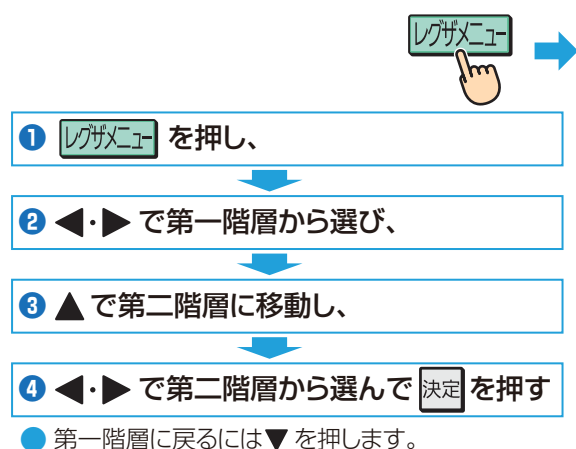 レグザメニュー
❶ レグザメニュー を押し、
❷ ◀・▶ で第一階層から選び、
❸ ▲ で第二階層に移動し、
❹ ◀・▶ で第二階層から選んで 決定 を押す
● 第一階層に戻るには▼ を押します。